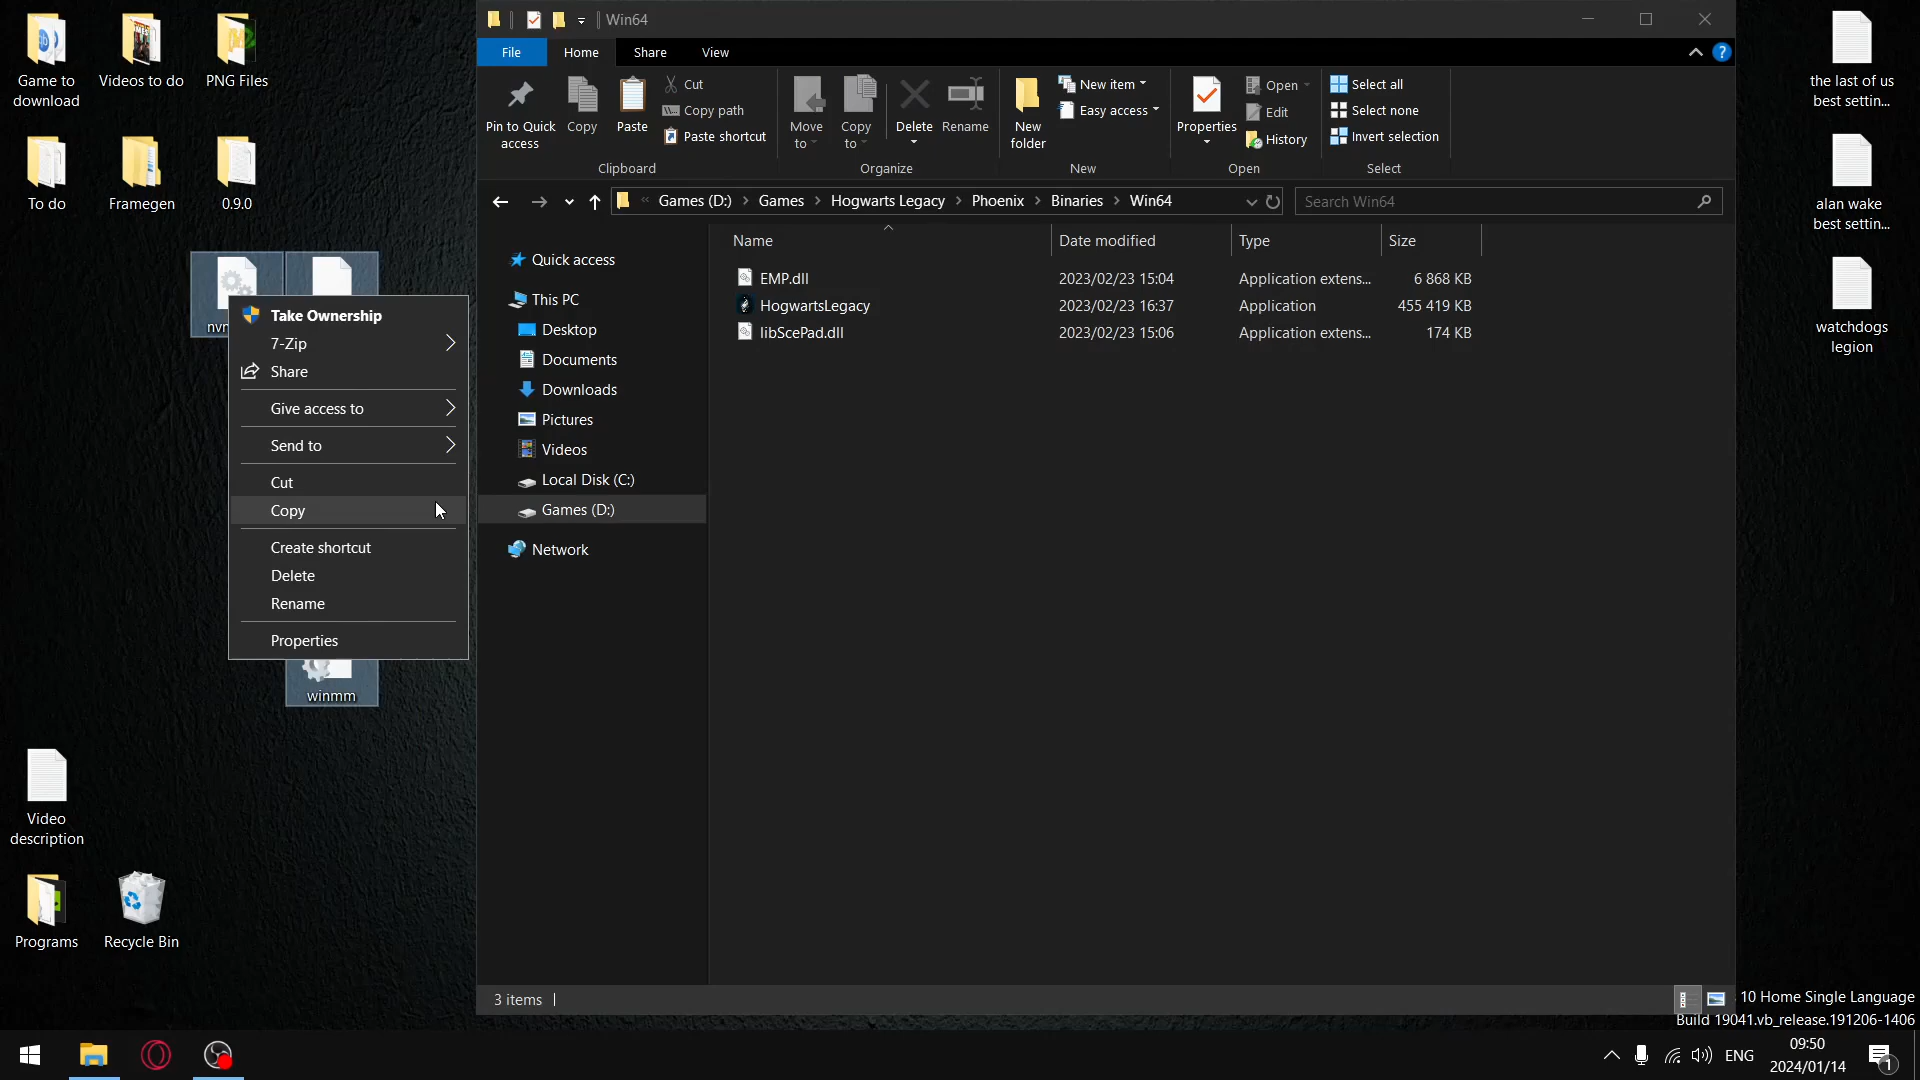 Game to
download
Videos to do
PNG Files
To do
Framegen
0.9.0
Take Ownership
7-Zip
Share
Give access to
Send to
Cut
Copy
Create shortcut
Delete
Rename
Properties
winmm
Video
description
Programs
Recycle Bin
Win64
File
Home
Share
View
Pin to Quick
access
Copy
Paste
Cut
Copy path
Paste shortcut
Clipboard
Move
to
Copy
to
Delete
Rename
Organize
New
folder
New item
Easy access
New
Properties
Open
Edit
History
Open
Select all
Select none
Invert selection
Select
« Games (D:) > Games > Hogwarts Legacy > Phoenix > Binaries > Win64
Search Win64
Quick access
This PC
Desktop
Documents
Downloads
Pictures
Videos
Local Disk (C:)
Games (D:)
Network
Name Date modified Type Size
EMP.dll 2023/02/23 15:04 Application extens... 6 868 KB
HogwartsLegacy 2023/02/23 16:37 Application 455 419 KB
libScePad.dll 2023/02/23 15:06 Application extens... 174 KB
3 items
the last of us
best settin...
alan wake
best settin...
watchdogs
legion
10 Home Single Language
Build 19041.vb_release.191206-1406
ENG
09:50
2024/01/14
1